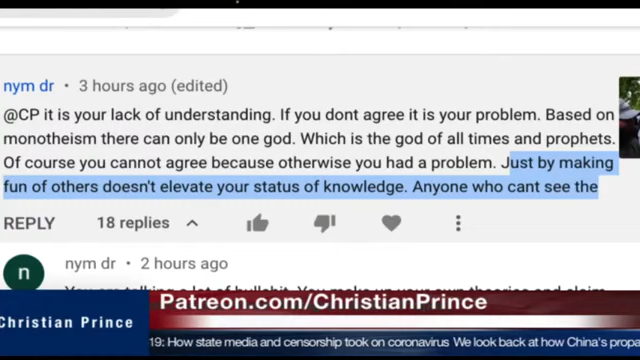 nym dr • 3 hours ago (edited)
@CP it is your lack of understanding. If you dont agree it is your problem. Based on
monotheism there can only be one god. Which is the god of all times and prophets.
Of course you cannot agree because otherwise you had a problem. Just by making
fun of others doesn't elevate your status of knowledge. Anyone who cant see the
REPLY 18 replies
n
nym dr • 2 hours ago
Patreon.com/ChristianPrince
Christian Prince
19: How state media and censorship took on coronavirus We look back at how China's propa